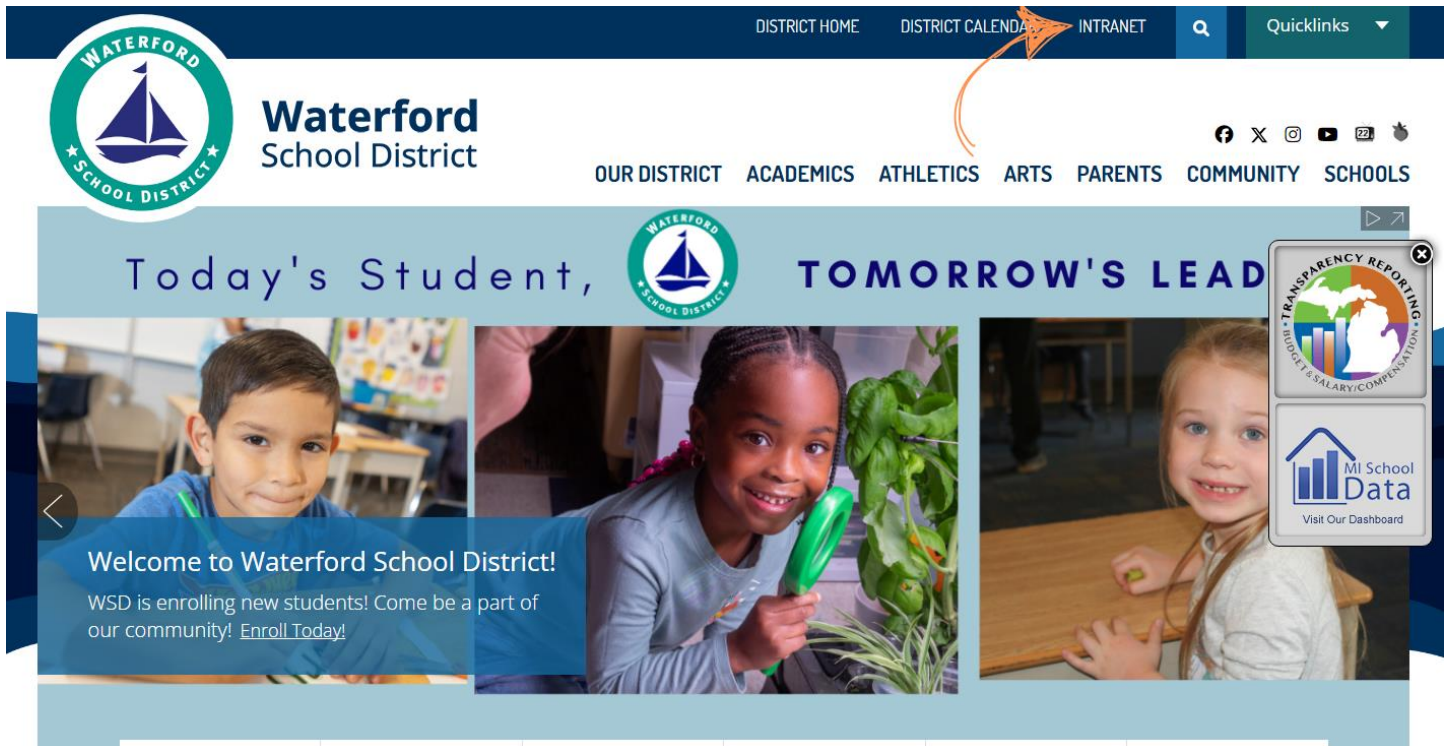 DISTRICT HOME
DISTRICT CALENDA
INTRANET
Quicklinks
WATERFORD
SCHOOL DISTRICT
Waterford
School District
22
OUR DISTRICT
ACADEMICS
ATHLETICS
ARTS
PARENTS
COMMUNITY
SCHOOLS
Today's Student,
WATERFORD
SCHOOL DISTRICT
TOMORROW'S LEAD
TRANSPARENCY REPORTING
BUDGET & SALARY/COMPENSATION
MI School
Data
Visit Our Dashboard
Welcome to Waterford School District!
WSD is enrolling new students! Come be a part of
our community! Enroll Today!